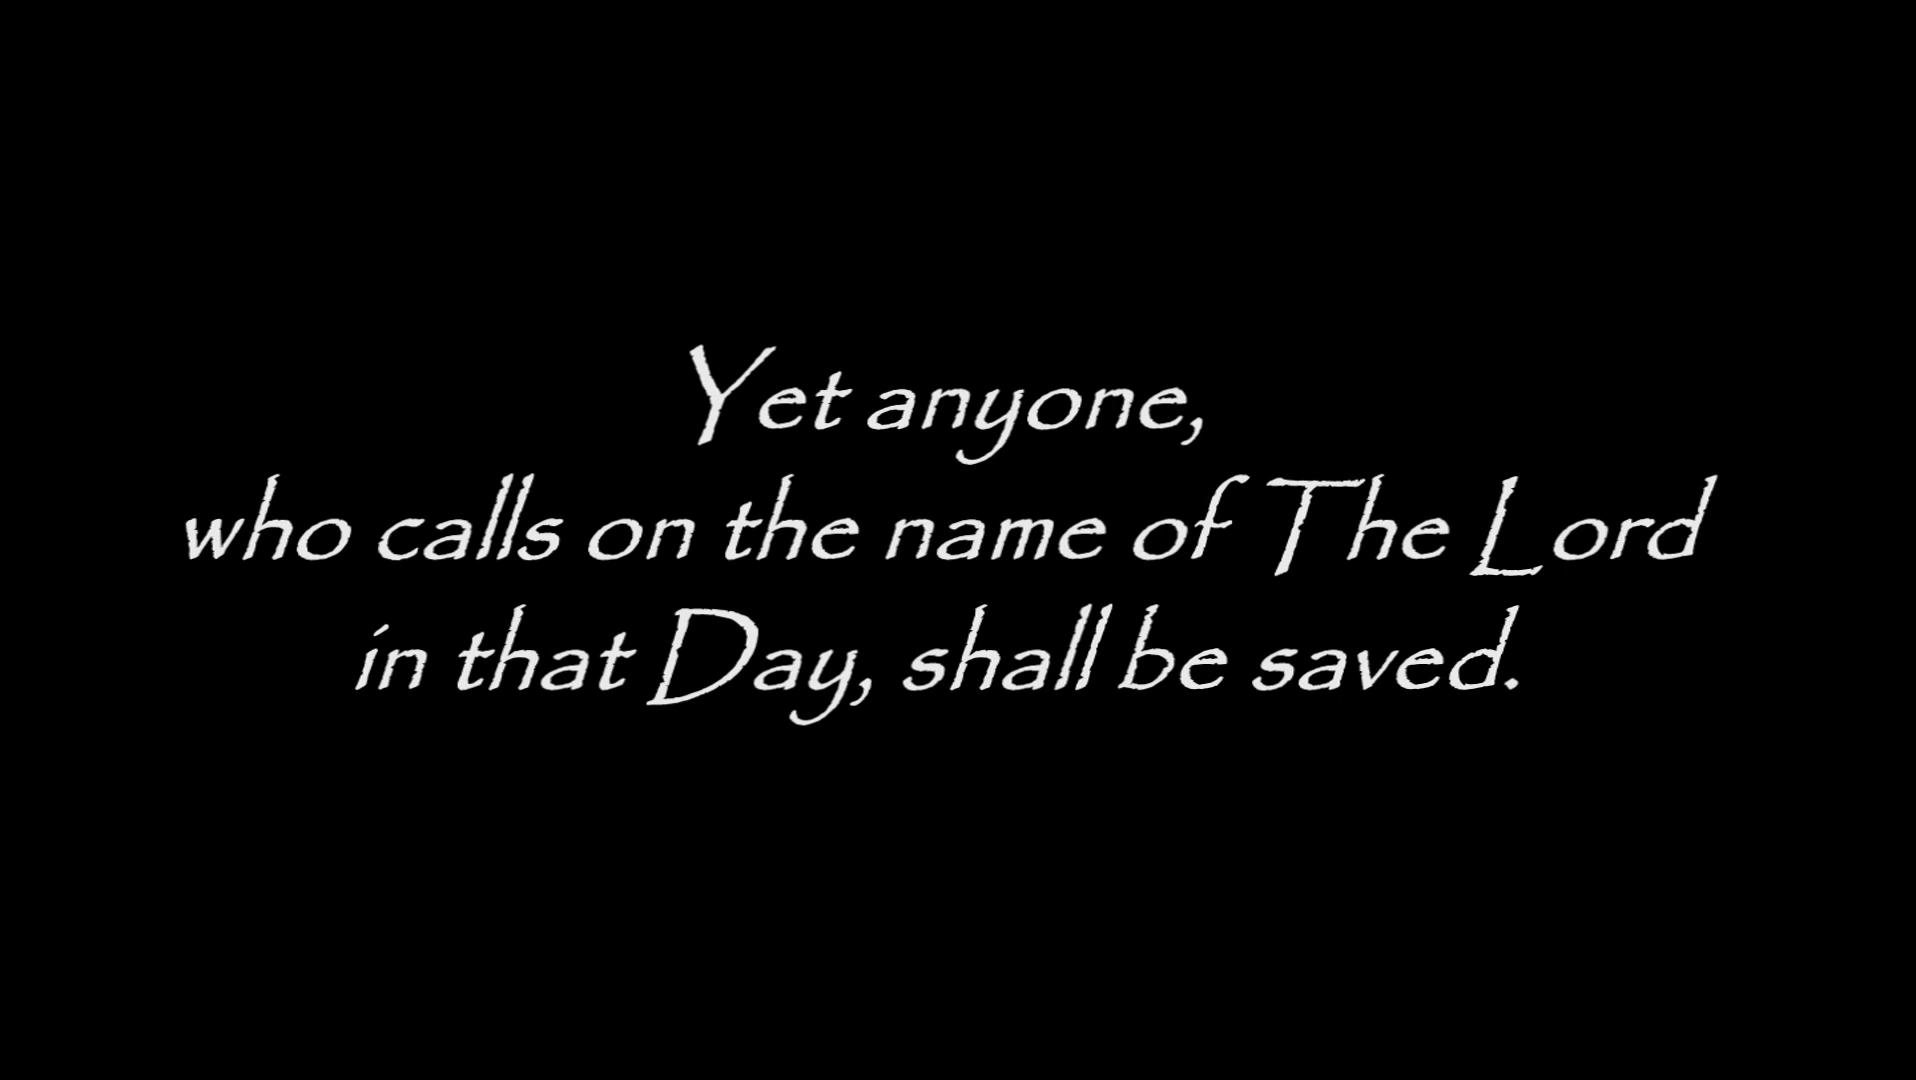 Yet anyone,
who calls on the name of The Lord
in that Day, shall be saved.